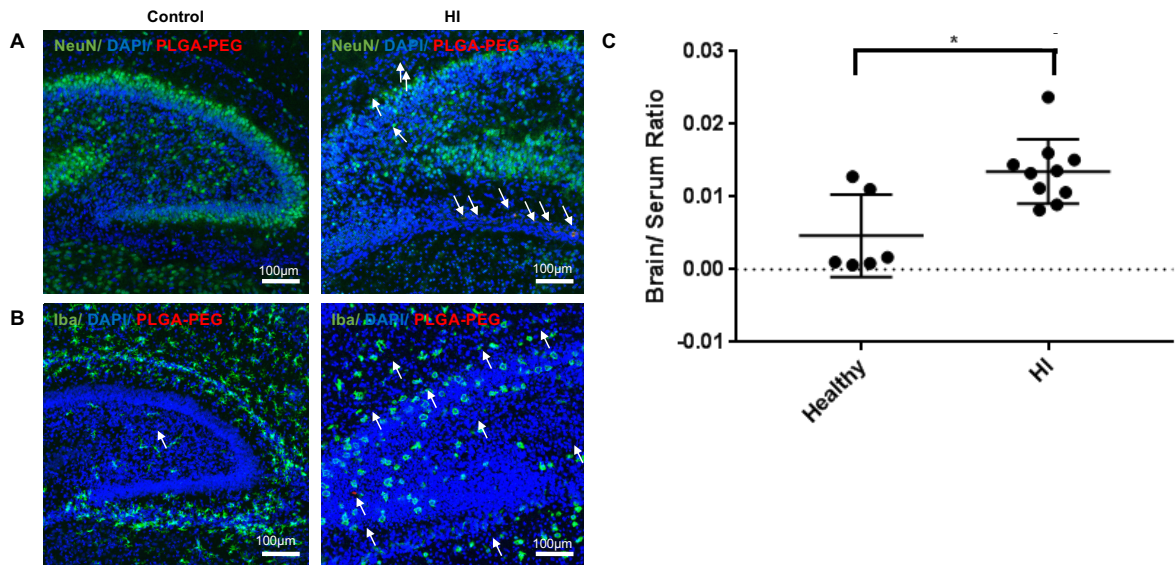 Control
HI
A
NeuN/ DAPI/ PLGA-PEG
100µm
NeuN/ DAPI/ PLGA-PEG
100µm
B
Iba/ DAPI/ PLGA-PEG
100µm
Iba/ DAPI/ PLGA-PEG
100µm
C
Brain/ Serum Ratio
0.03
0.02
0.01
0.00
-0.01
*
Healthy
HI